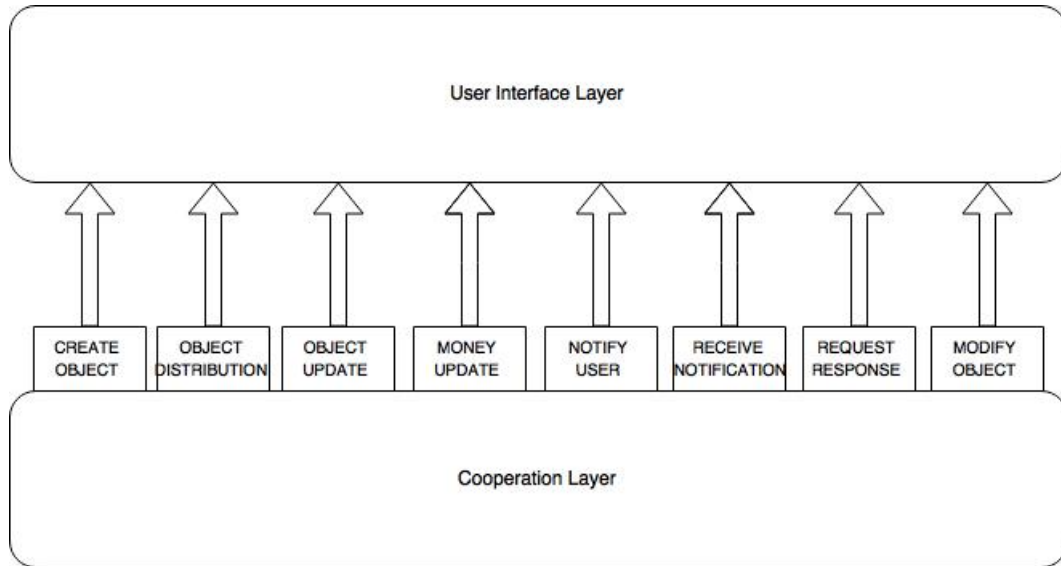 User Interface Layer
CREATE
OBJECT
OBJECT
DISTRIBUTION
OBJECT
UPDATE
MONEY
UPDATE
NOTIFY
USER
RECEIVE
NOTIFICATION
REQUEST
RESPONSE
MODIFY
OBJECT
Cooperation Layer